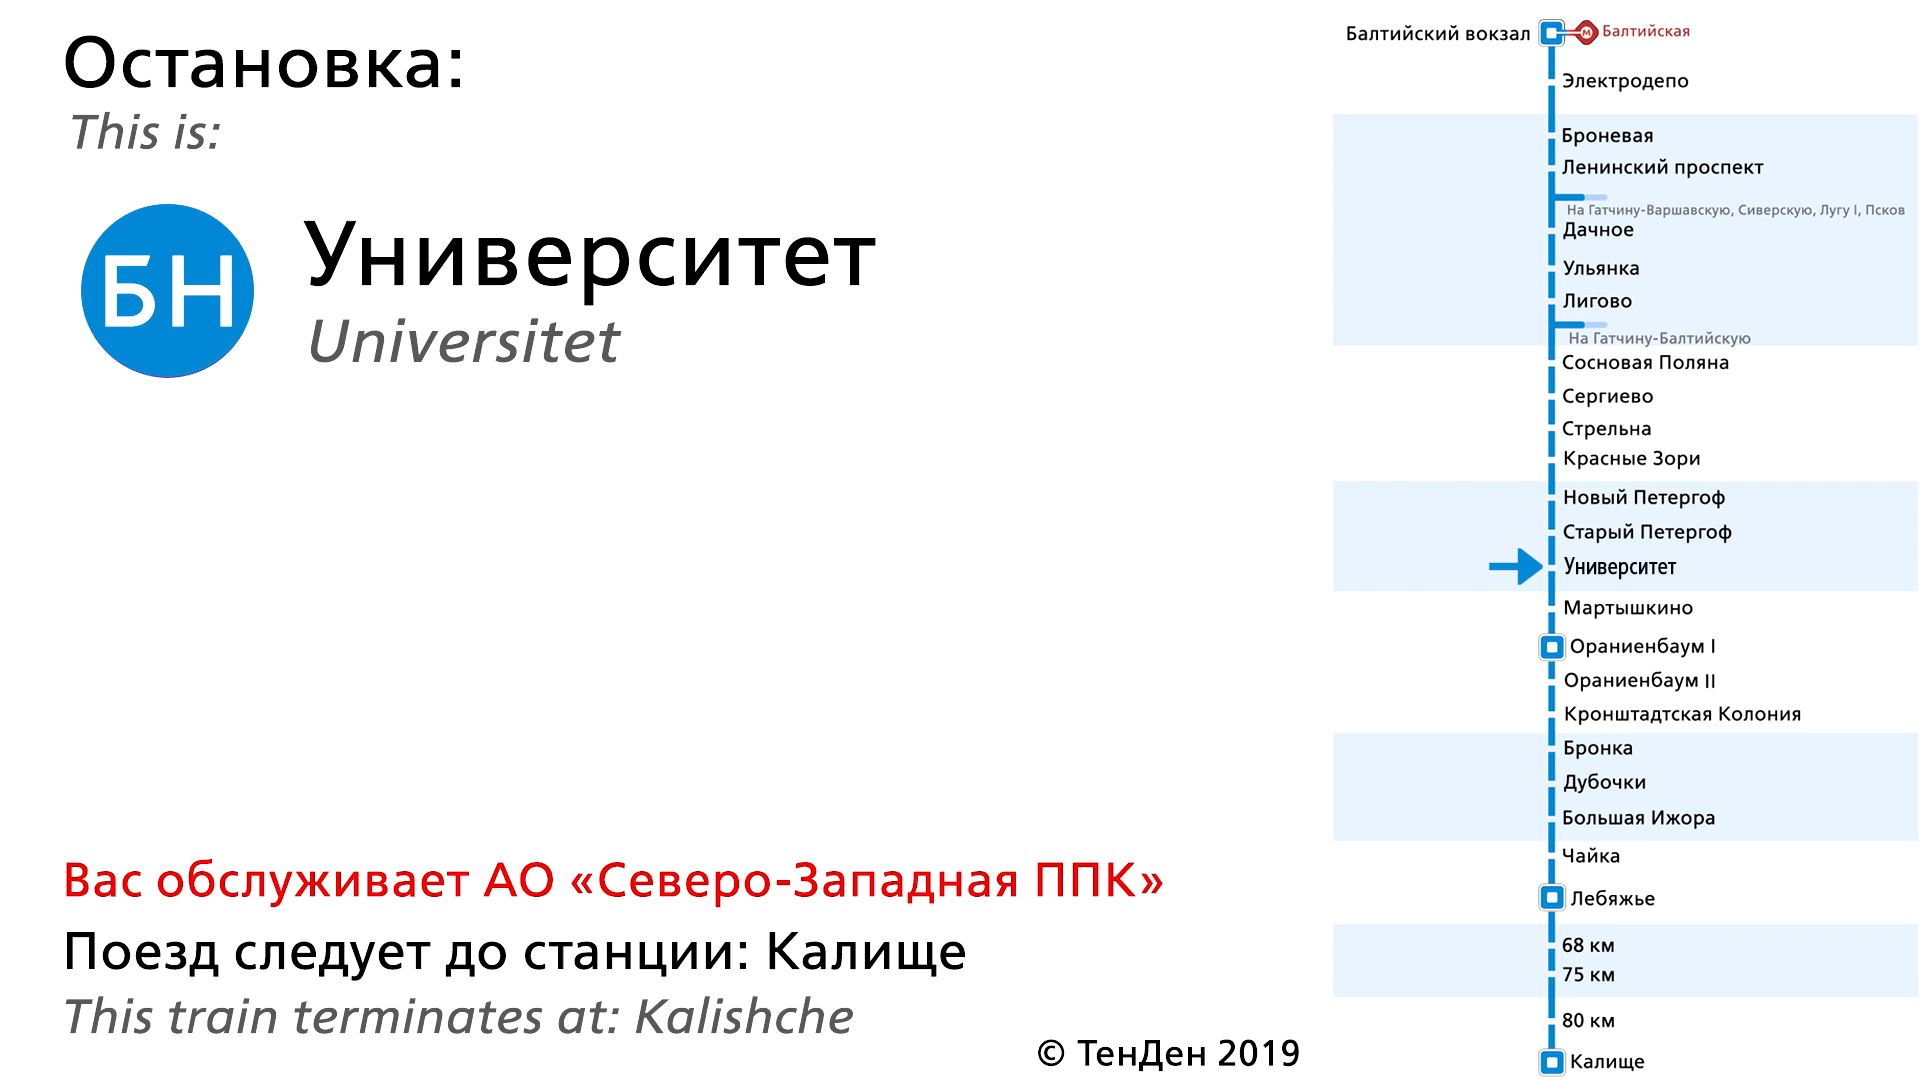 Остановка:
This is:
БН
Университет
Universitet
Вас обслуживает АО «Северо-Западная ППК»
Поезд следует до станции: Калище
This train terminates at: Kalishche
© ТенДен 2019
Балтийский вокзал
М
Балтийская
Электродепо
Броневая
Ленинский проспект
На Гатчину-Варшавскую, Сиверскую, Лугу I, Псков
Дачное
Ульянка
Лигово
На Гатчину-Балтийскую
Сосновая Поляна
Сергиево
Стрельна
Красные Зори
Новый Петергоф
Старый Петергоф
Университет
Мартышкино
Ораниенбаум I
Ораниенбаум II
Кронштадтская Колония
Бронка
Дубочки
Большая Ижора
Чайка
Лебяжье
68 км
75 км
80 км
Калище